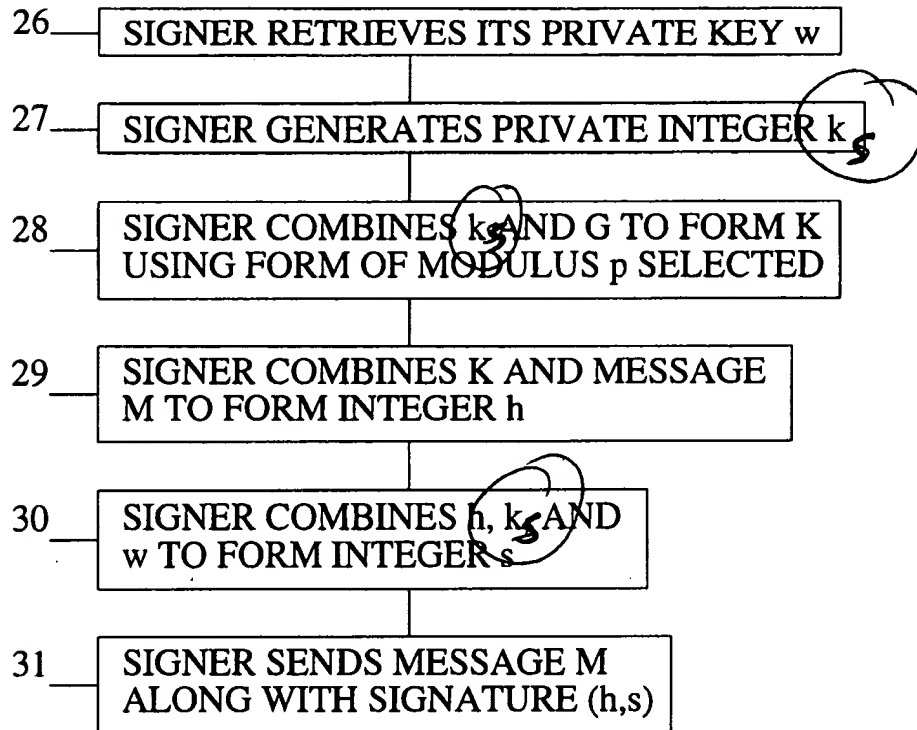 26 SIGNER RETRIEVES ITS PRIVATE KEY w
27 SIGNER GENERATES PRIVATE INTEGER k s
28 SIGNER COMBINES k s AND G TO FORM K
USING FORM OF MODULUS p SELECTED
29 SIGNER COMBINES K AND MESSAGE
M TO FORM INTEGER h
30 SIGNER COMBINES h, k s AND
w TO FORM INTEGER s
31 SIGNER SENDS MESSAGE M
ALONG WITH SIGNATURE (h,s)